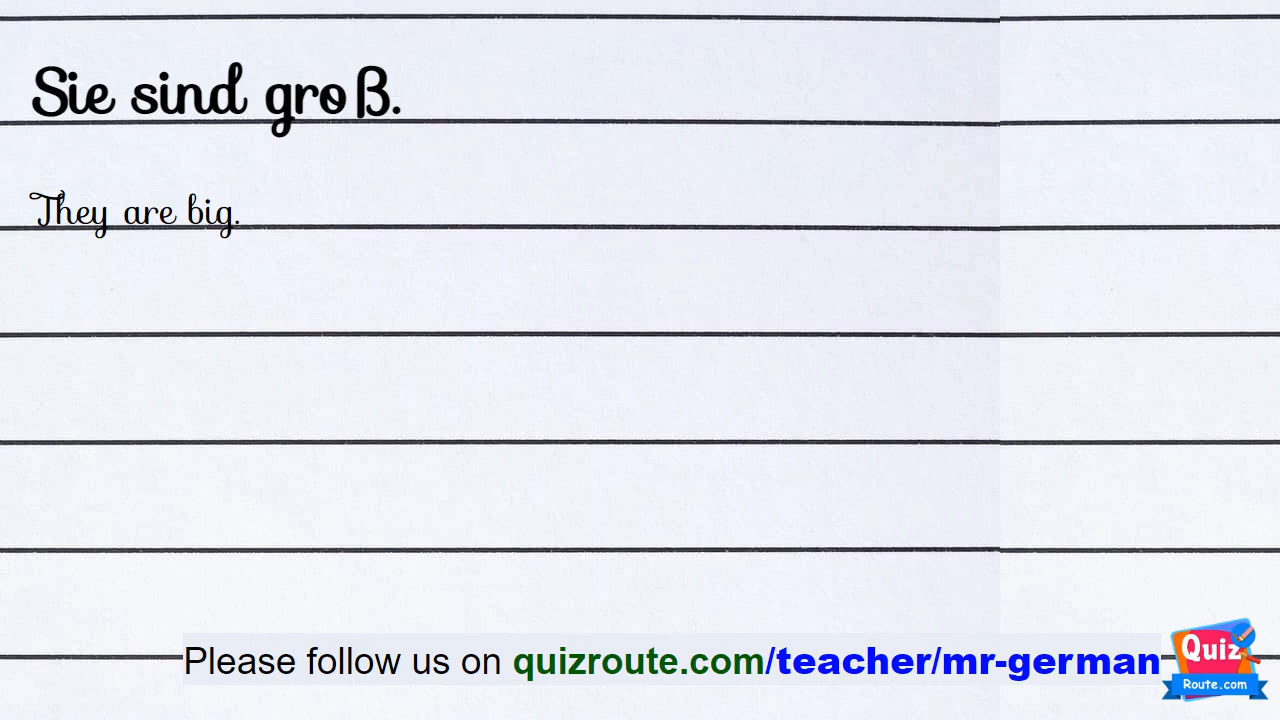 Sie sind groß.
They are big.
Please follow us on quizroute.com/teacher/mr-german
Quiz
Route.com